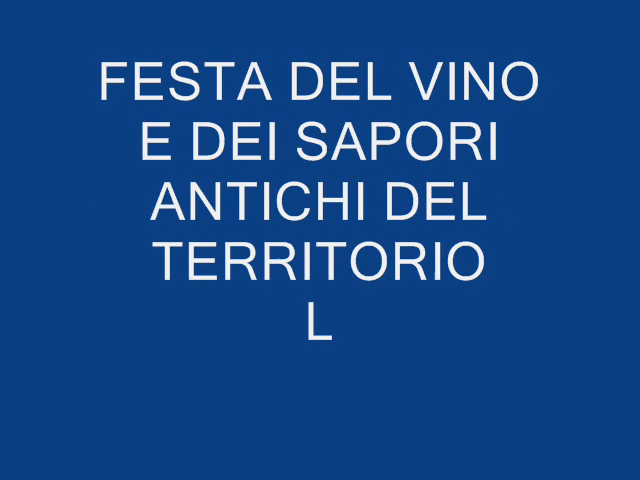 FESTA DEL VINO
E DEI SAPORI
ANTICHI DEL
TERRITORIO
L